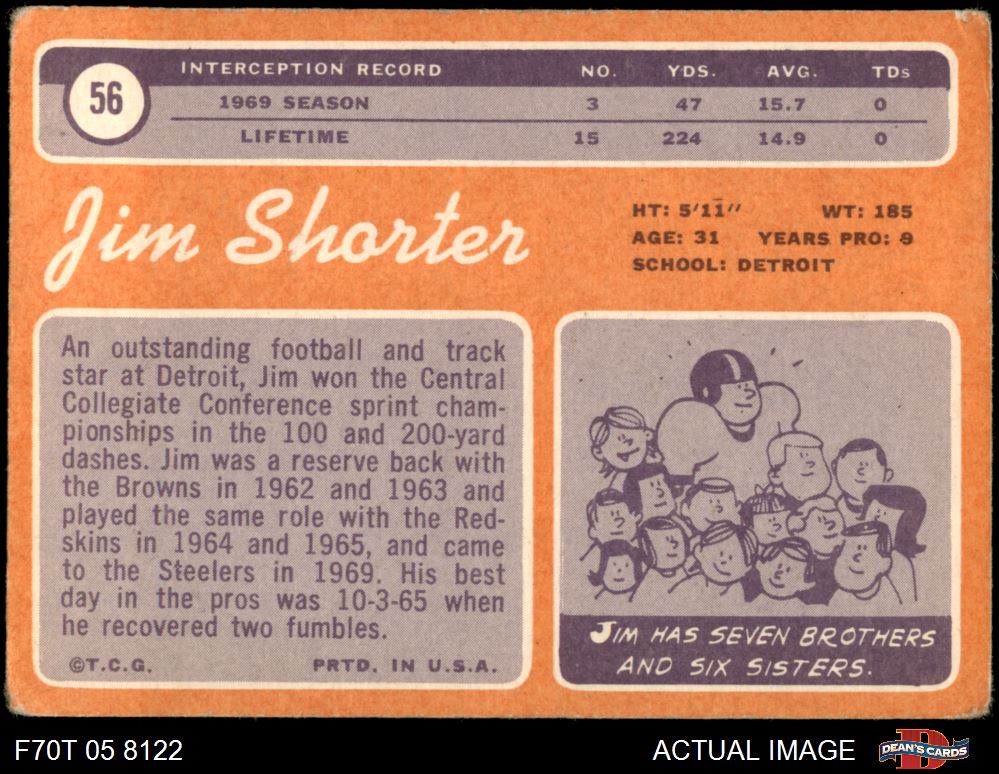 56
INTERCEPTION RECORD NO. YDS. AVG. TDs
1969 SEASON 3 47 15.7 0
LIFETIME 15 224 14.9 0
Jim Shorter
HT: 5'11" WT: 185
AGE: 31 YEARS PRO: 9
SCHOOL: DETROIT
An outstanding football and track
star at Detroit, Jim won the Central
Collegiate Conference sprint cham-
pionships in the 100 and 200-yard
dashes. Jim was a reserve back with
the Browns in 1962 and 1963 and
played the same role with the Red-
skins in 1964 and 1965, and came
to the Steelers in 1969. His best
day in the pros was 10-3-65 when
he recovered two fumbles.
©T.C.G. PRTD. IN U.S.A.
JIM HAS SEVEN BROTHERS
AND SIX SISTERS.
F70T 05 8122 ACTUAL IMAGE
D
DEAN'S CARDS